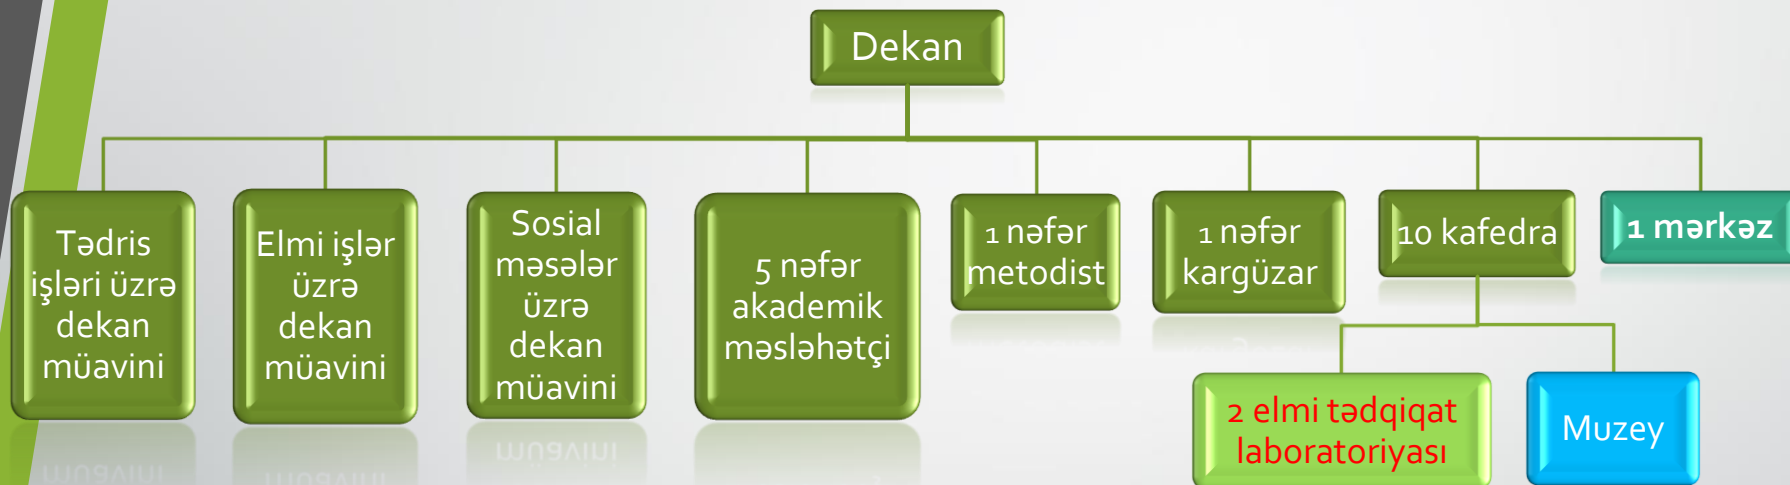 Dekan
Tədris
işləri üzrə
dekan
müavini
Elmi işlər
üzrə
dekan
müavini
Sosial
məsələr
üzrə
dekan
müavini
5 nəfər
akademik
məsləhətçi
1 nəfər
metodist
1 nəfər
kargüzar
10 kafedra
1 mərkəz
2 elmi tədqiqat
laboratoriyası
Muzey